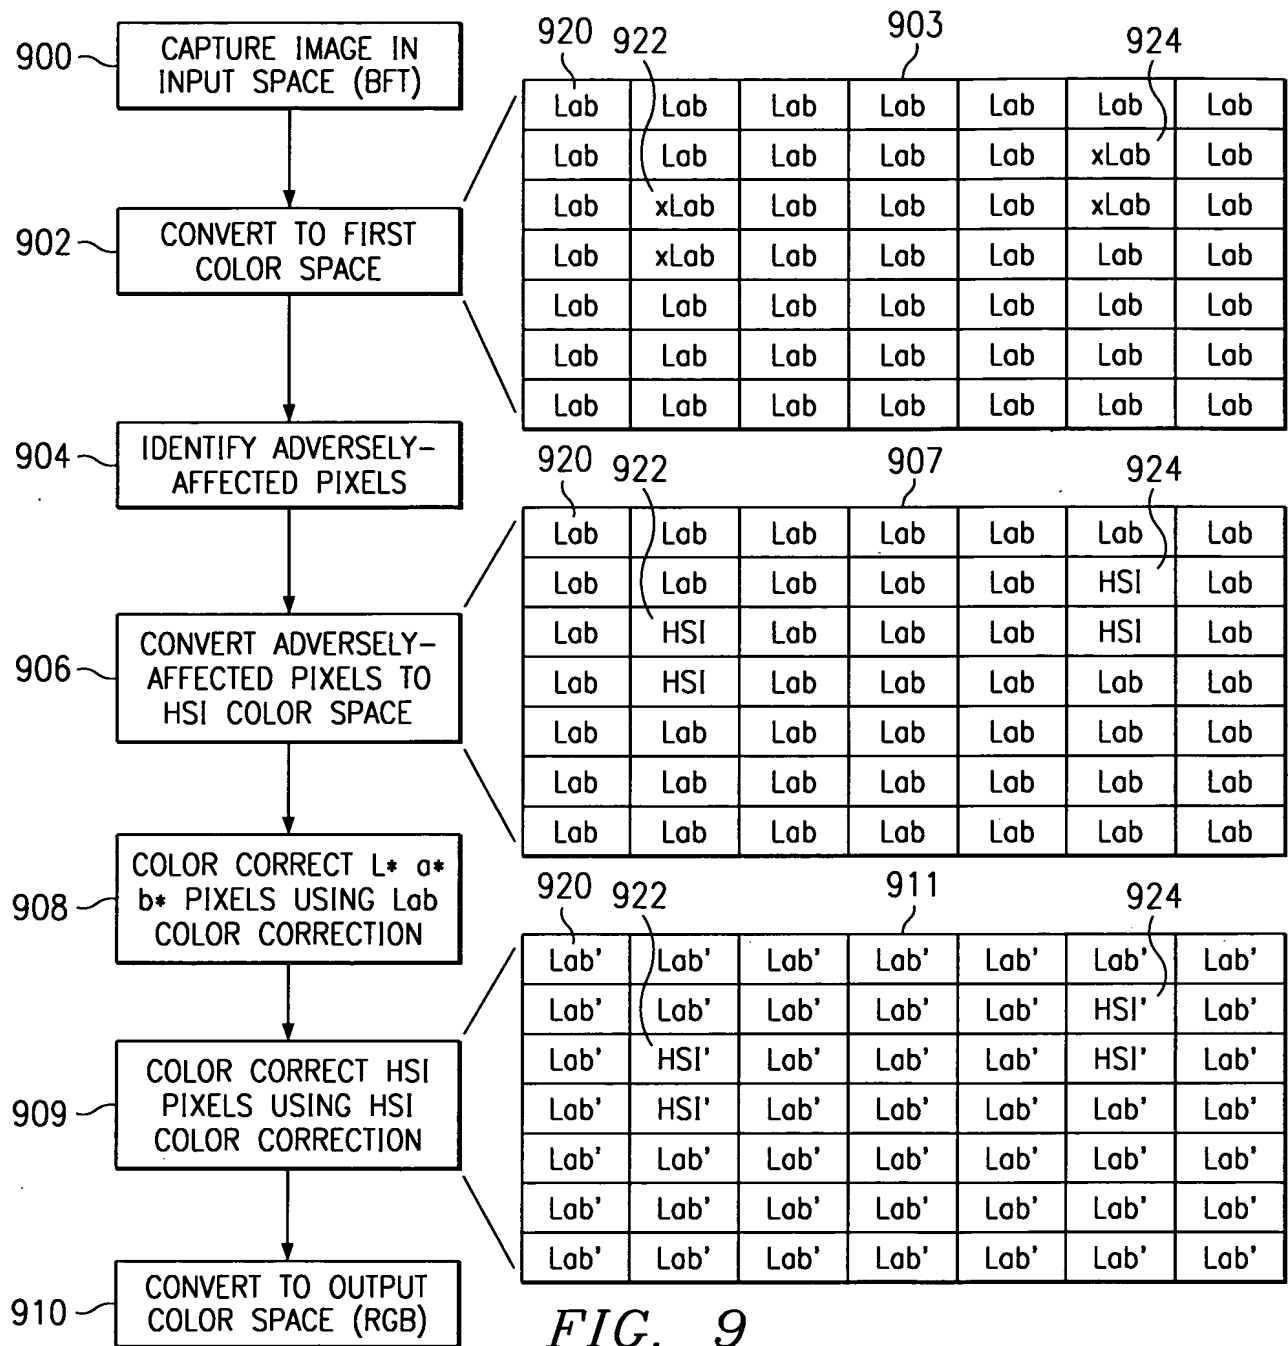 900
CAPTURE IMAGE IN
INPUT SPACE (BFT)
902
CONVERT TO FIRST
COLOR SPACE
904
IDENTIFY ADVERSELY-
AFFECTED PIXELS
906
CONVERT ADVERSELY-
AFFECTED PIXELS TO
HSI COLOR SPACE
908
COLOR CORRECT L* a*
b* PIXELS USING Lab
COLOR CORRECTION
909
COLOR CORRECT HSI
PIXELS USING HSI
COLOR CORRECTION
910
CONVERT TO OUTPUT
COLOR SPACE (RGB)
920 922 903 924
Lab Lab Lab Lab Lab Lab Lab
Lab Lab Lab Lab Lab xLab Lab
Lab xLab Lab Lab Lab xLab Lab
Lab xLab Lab Lab Lab Lab Lab
Lab Lab Lab Lab Lab Lab Lab
Lab Lab Lab Lab Lab Lab Lab
Lab Lab Lab Lab Lab Lab Lab
920 922 907 924
Lab Lab Lab Lab Lab Lab Lab
Lab Lab Lab Lab Lab HSI Lab
Lab HSI Lab Lab Lab HSI Lab
Lab HSI Lab Lab Lab Lab Lab
Lab Lab Lab Lab Lab Lab Lab
Lab Lab Lab Lab Lab Lab Lab
Lab Lab Lab Lab Lab Lab Lab
920 922 911 924
Lab' Lab' Lab' Lab' Lab' Lab' Lab'
Lab' Lab' Lab' Lab' Lab' HSI' Lab'
Lab' HSI' Lab' Lab' Lab' HSI' Lab'
Lab' HSI' Lab' Lab' Lab' Lab' Lab'
Lab' Lab' Lab' Lab' Lab' Lab' Lab'
Lab' Lab' Lab' Lab' Lab' Lab' Lab'
Lab' Lab' Lab' Lab' Lab' Lab' Lab'
FIG. 9